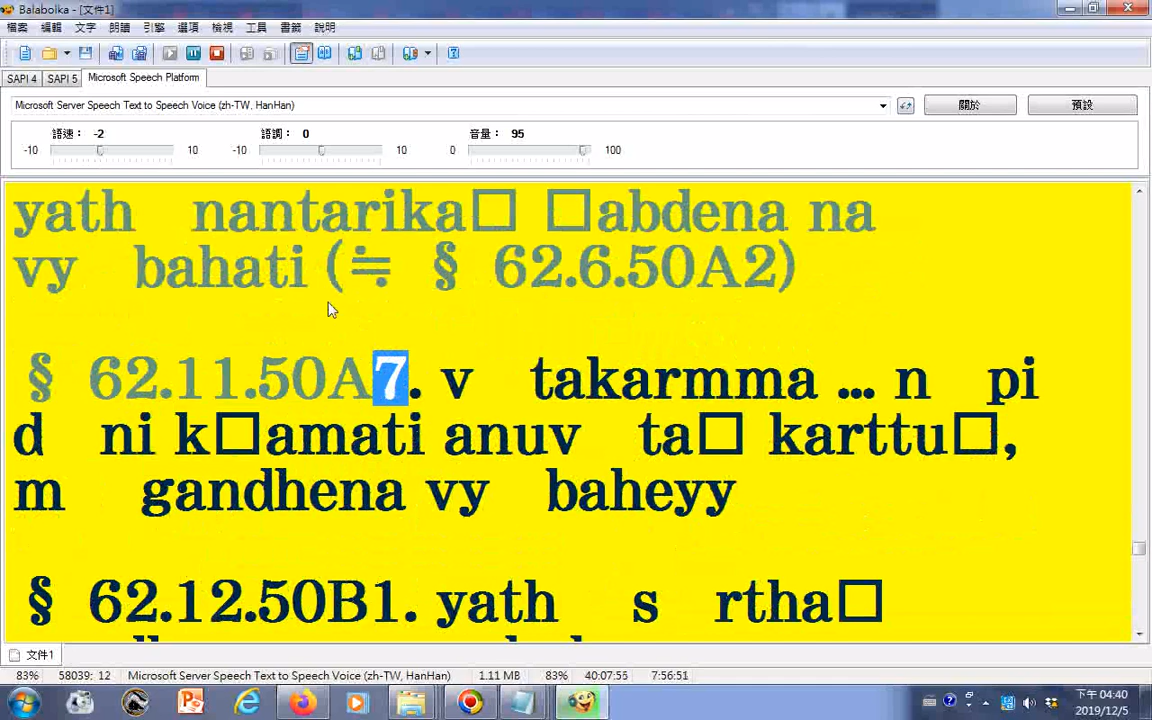 Balabolka - [文件1]
檔案 編輯 文字 朗讀 引擎 選項 檢視 工具 書籤 說明
SAPI 4 SAPI 5 Microsoft Speech Platform
Microsoft Server Speech Text to Speech Voice (zh-TW, HanHan) 關於 預設
語速： -2 語調： 0 音量： 95
-10 10 -10 10 0 100
yath nantarika□ □abdena na
vy bahati (≒ § 62.6.50A2)
§ 62.11.50A7. v takarmma ... n pi
d ni k□amati anuv ta□ karttu□,
m gandhena vy baheyy
§ 62.12.50B1. yath s rtha□
文件1
83% 58039: 12 Microsoft Server Speech Text to Speech Voice (zh-TW, HanHan) 1.11 MB 83% 40:07:55 7:56:51
下午 04:40
2019/12/5